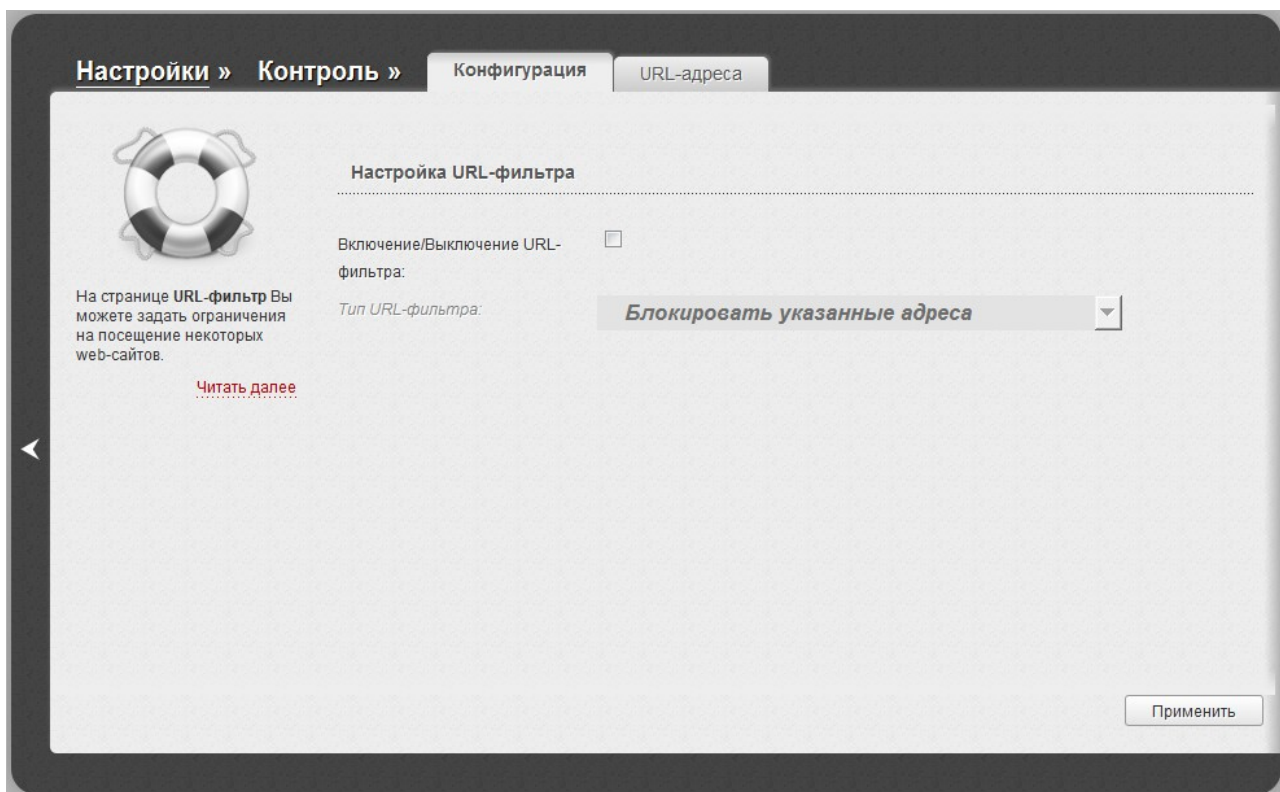 Настройки » Контроль » Конфигурация URL-адреса
Настройка URL-фильтра
Включение/Выключение URL-
фильтра:
Тип URL-фильтра: Блокировать указанные адреса
На странице URL-фильтр Вы
можете задать ограничения
на посещение некоторых
web-сайтов.
Читать далее
Применить